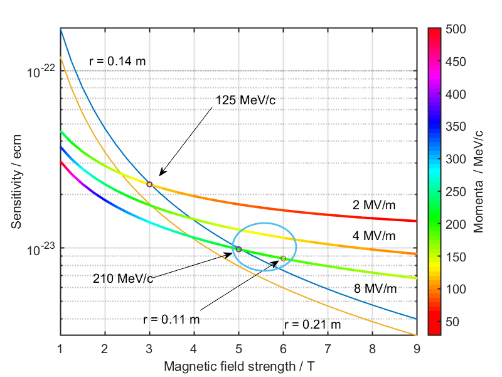 r = 0.14 m
125 MeV/c
2 MV/m
4 MV/m
210 MeV/c
8 MV/m
r = 0.11 m
r = 0.21 m
10-22
10-23
Sensitivity / ecm
1 2 3 4 5 6 7 8 9
Magnetic field strength / T
500
450
400
350
300
250
200
150
100
50
Momenta / MeV/c